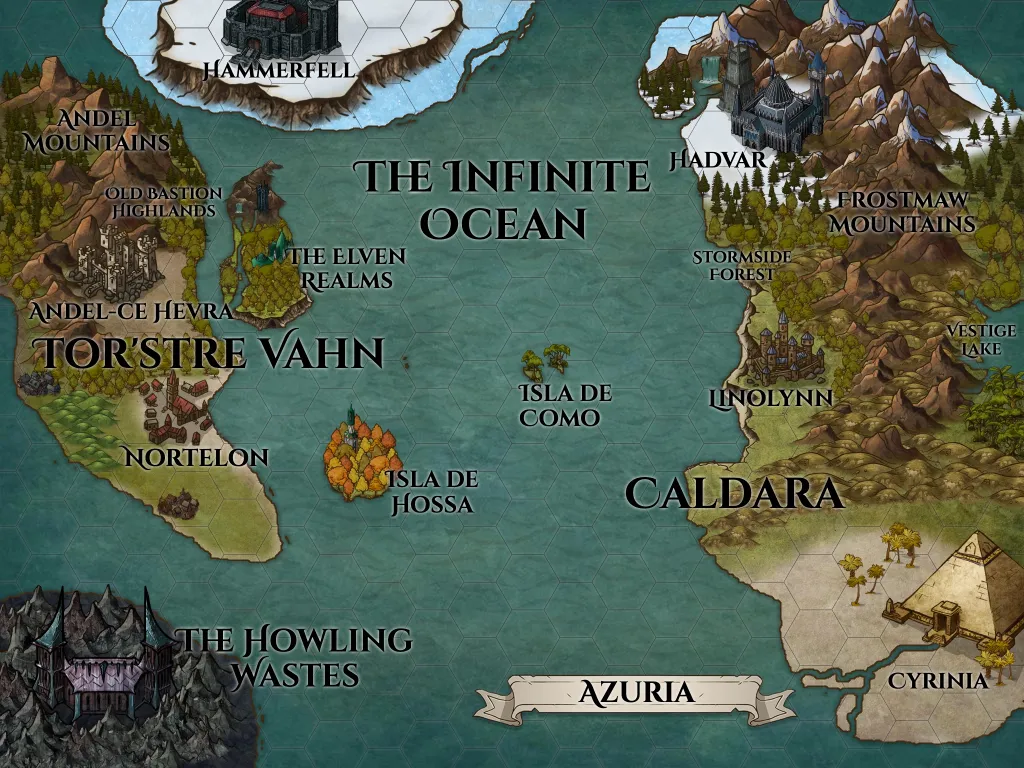 Hammerfell
Andel
Mountains
Old Bastion
Highlands
The Elven
Realms
Andel-ce Hevra
Tor'stre Vahn
Nortelon
The Infinite
Ocean
Hadvar
Frostmaw
Mountains
Stormside
Forest
Vestige
Lake
Linolynn
Isla de
Como
Isla de
Hossa
Caldara
Cyrinia
The Howling
Wastes
Azuria